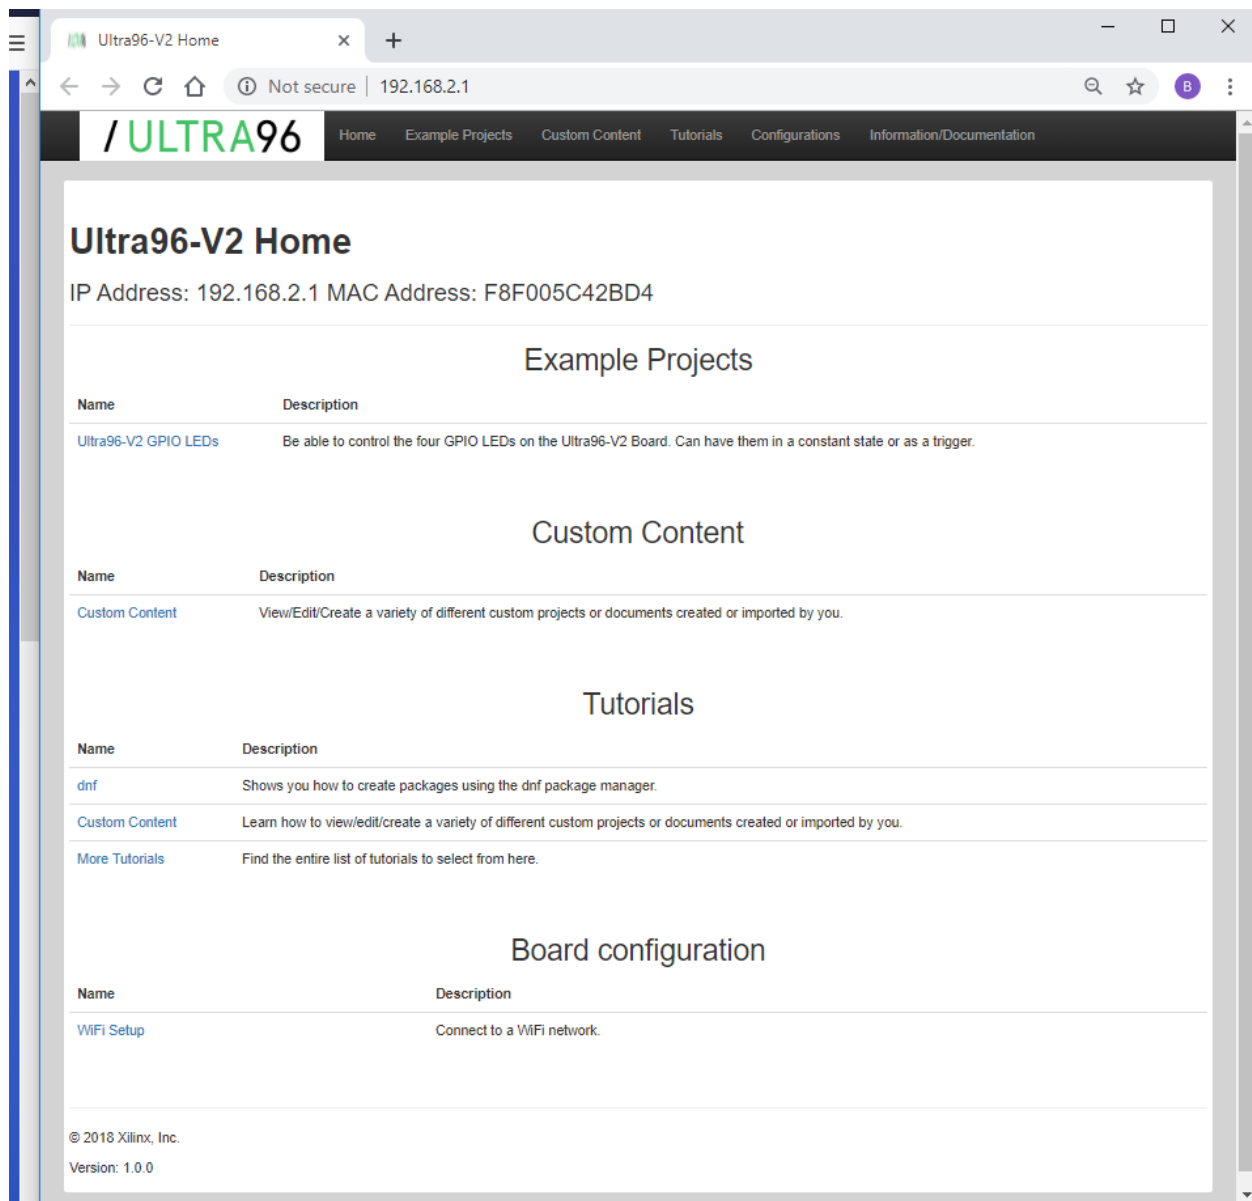 Ultra96-V2 Home
Not secure | 192.168.2.1
B
/ ULTRA96 Home Example Projects Custom Content Tutorials Configurations Information/Documentation
Ultra96-V2 Home
IP Address: 192.168.2.1 MAC Address: F8F005C42BD4
Example Projects
Name Description
Ultra96-V2 GPIO LEDs Be able to control the four GPIO LEDs on the Ultra96-V2 Board. Can have them in a constant state or as a trigger.
Custom Content
Name Description
Custom Content View/Edit/Create a variety of different custom projects or documents created or imported by you.
Tutorials
Name Description
dnf Shows you how to create packages using the dnf package manager.
Custom Content Learn how to view/edit/create a variety of different custom projects or documents created or imported by you.
More Tutorials Find the entire list of tutorials to select from here.
Board configuration
Name Description
WiFi Setup Connect to a WiFi network.
© 2018 Xilinx, Inc.
Version: 1.0.0